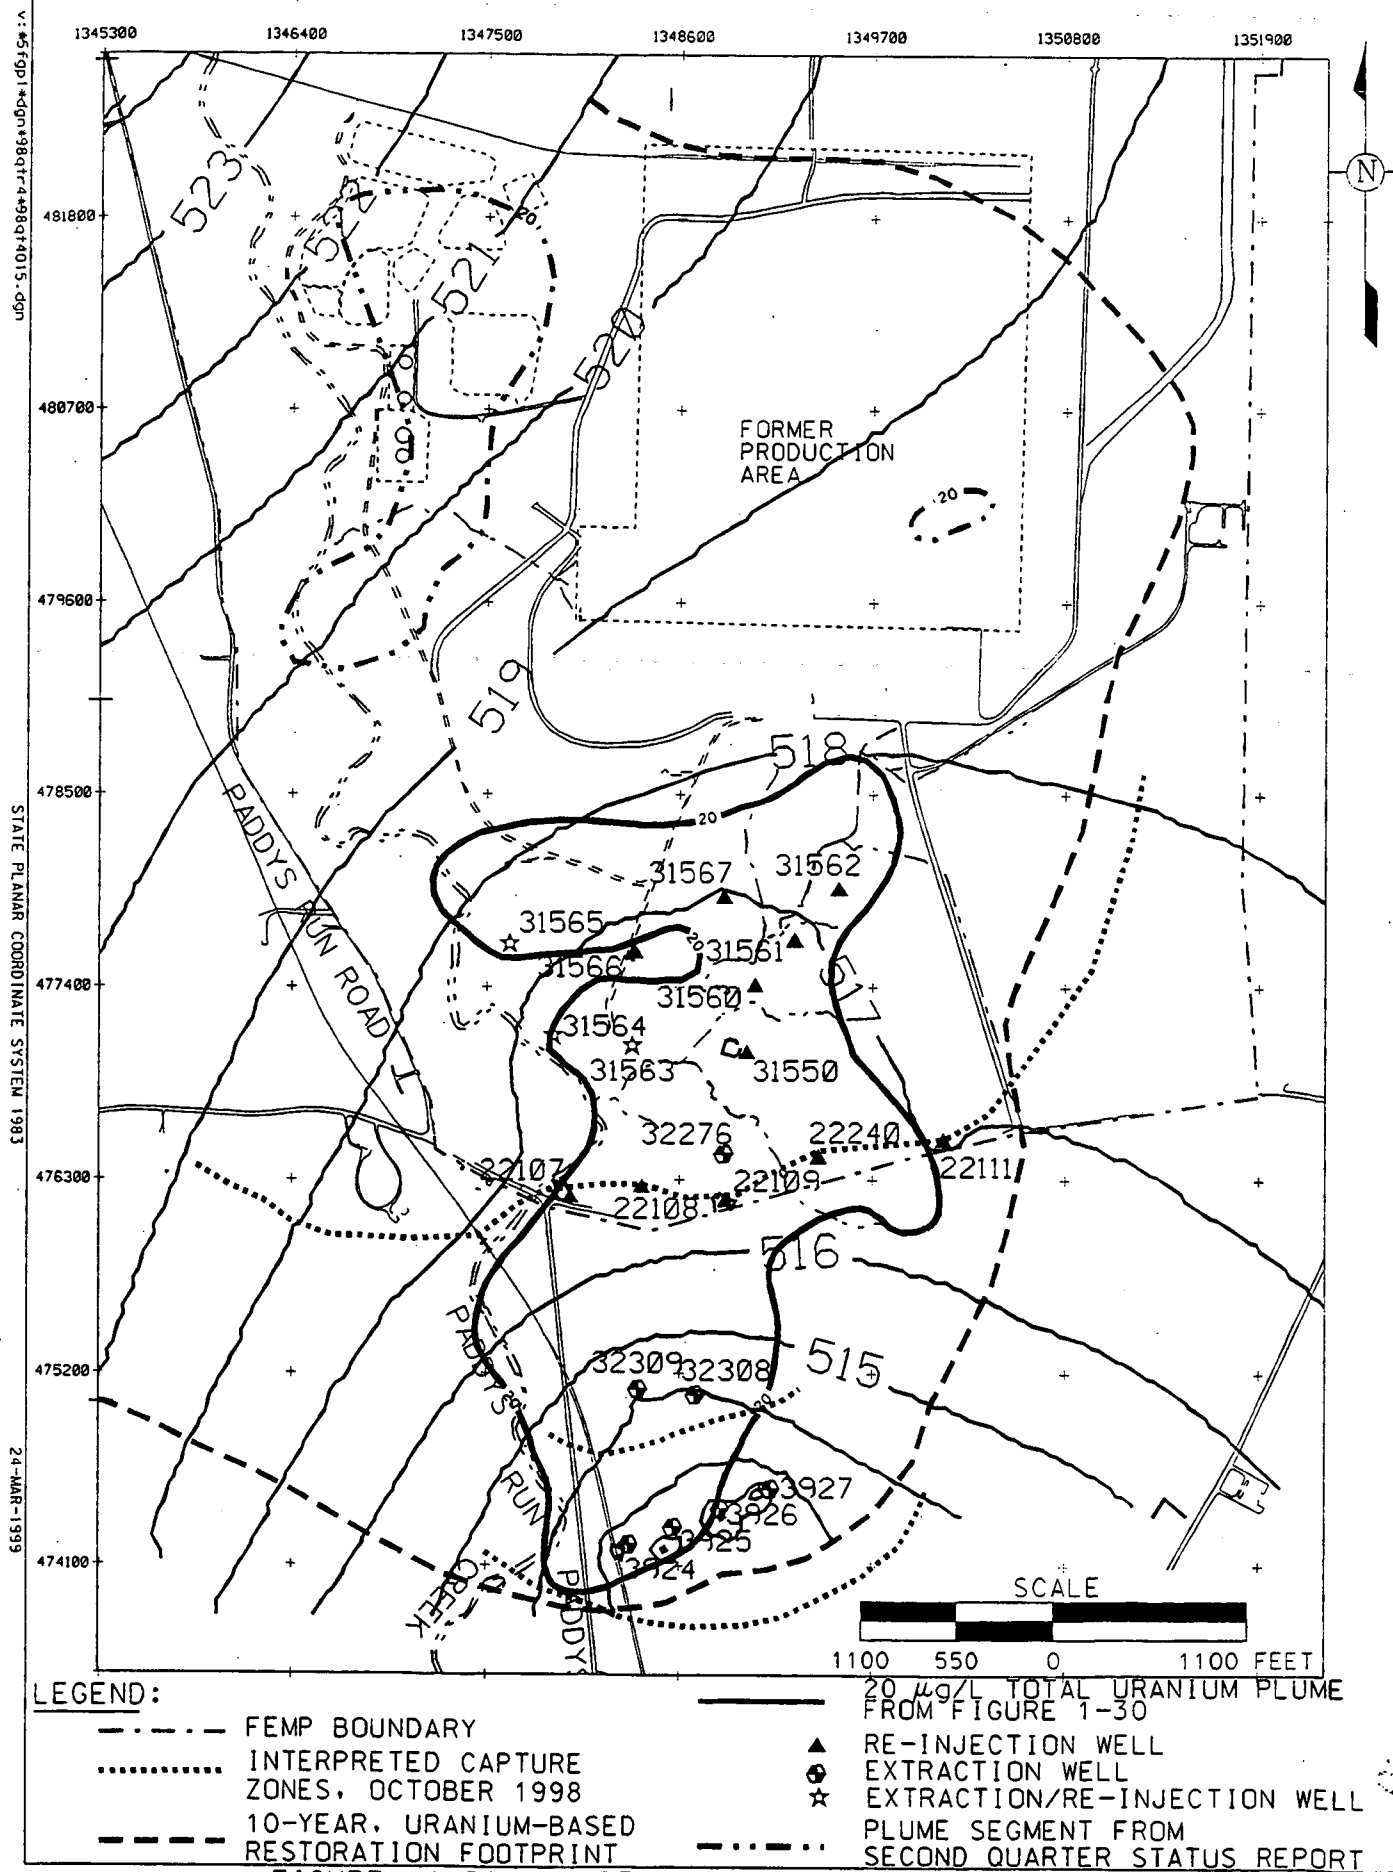 v:*5fgp1*dgn*98qtr4*98qt4015.dgn
STATE PLANAR COORDINATE SYSTEM 1983
24-MAR-1999
1345300 1346400 1347500 1348600 1349700 1350800 1351900
N
481800
480700
479600
478500
477400
476300
475200
474100
523
522
521
520
519
518
517
516
515
20
20
20
20
20
20
FORMER
PRODUCTION
AREA
PADDYS RUN ROAD
31567
31562
31565
31566
31561
31560
31564
31563
31550
32276
22240
22107
22108
22109
22111
32309
32308
3927
3926
3925
3924
PADDYS RUN
CREEK
PADDYS
SCALE
1100 550 0 1100 FEET
LEGEND:
FEMP BOUNDARY
INTERPRETED CAPTURE
ZONES, OCTOBER 1998
10-YEAR, URANIUM-BASED
RESTORATION FOOTPRINT
20 µg/L TOTAL URANIUM PLUME
FROM FIGURE 1-30
RE-INJECTION WELL
EXTRACTION WELL
EXTRACTION/RE-INJECTION WELL
PLUME SEGMENT FROM
SECOND QUARTER STATUS REPORT